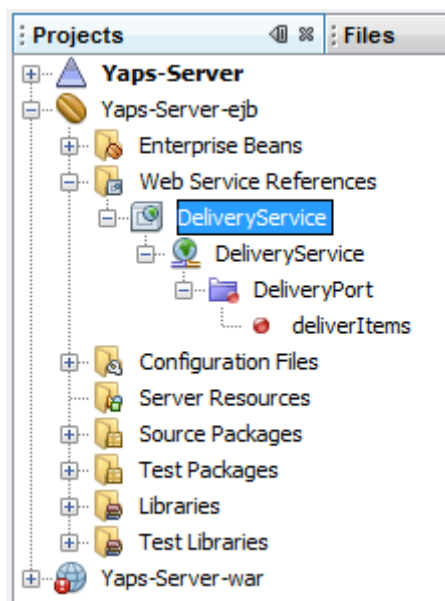 Projects Files
Yaps-Server
Yaps-Server-ejb
Enterprise Beans
Web Service References
DeliveryService
DeliveryService
DeliveryPort
deliverItems
Configuration Files
Server Resources
Source Packages
Test Packages
Libraries
Test Libraries
Yaps-Server-war